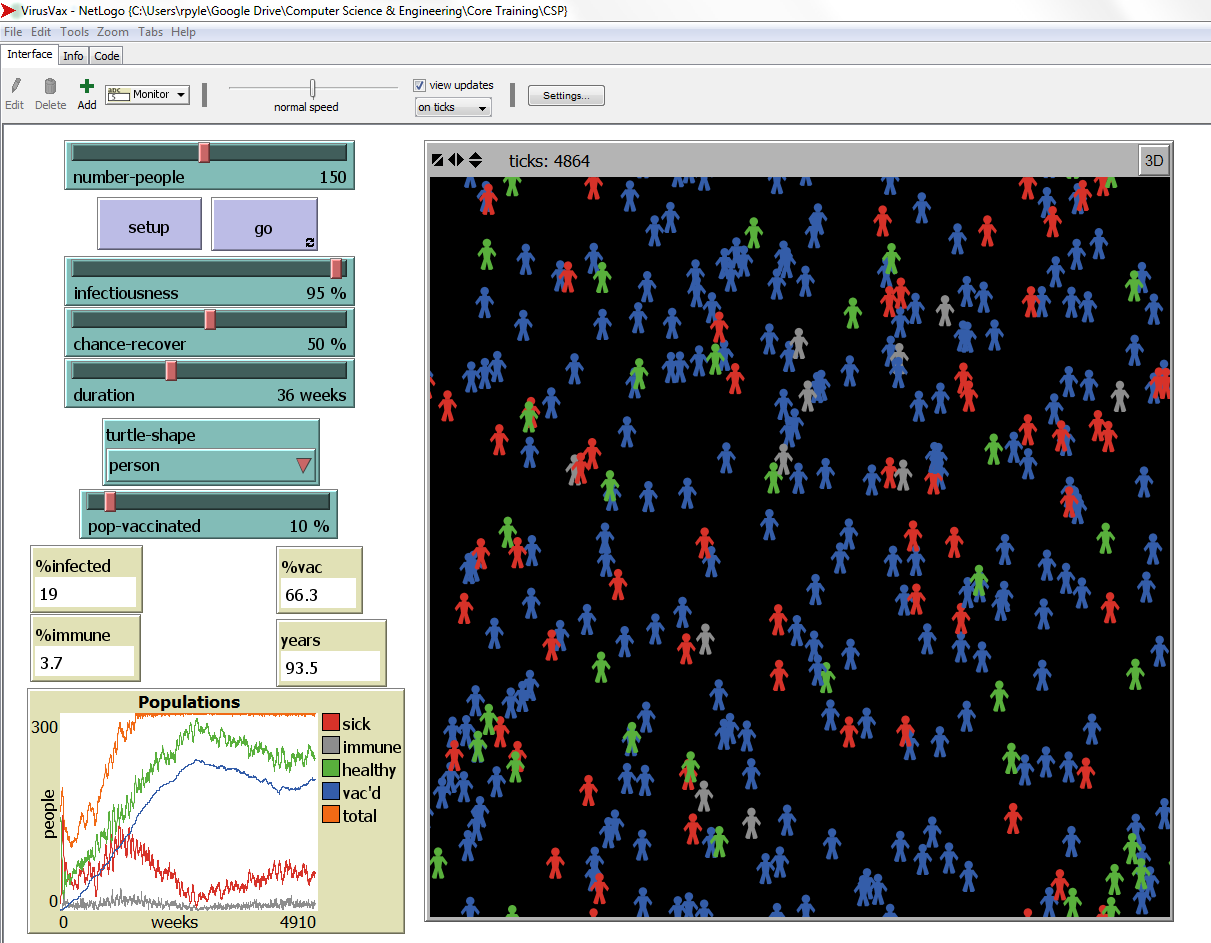 VirusVax - NetLogo {C:\Users\rpyle\Google Drive\Computer Science & Engineering\Core Training\CSP}
File Edit Tools Zoom Tabs Help
Interface Info Code
Edit Delete Add abc 5 Monitor normal speed view updates on ticks Settings...
number-people 150
setup go
infectiousness 95 %
chance-recover 50 %
duration 36 weeks
turtle-shape
person
pop-vaccinated 10 %
%infected
19
%vac
66.3
%immune
3.7
years
93.5
Populations
300
people
0
0 weeks 4910
sick
immune
healthy
vac'd
total
ticks: 4864 3D